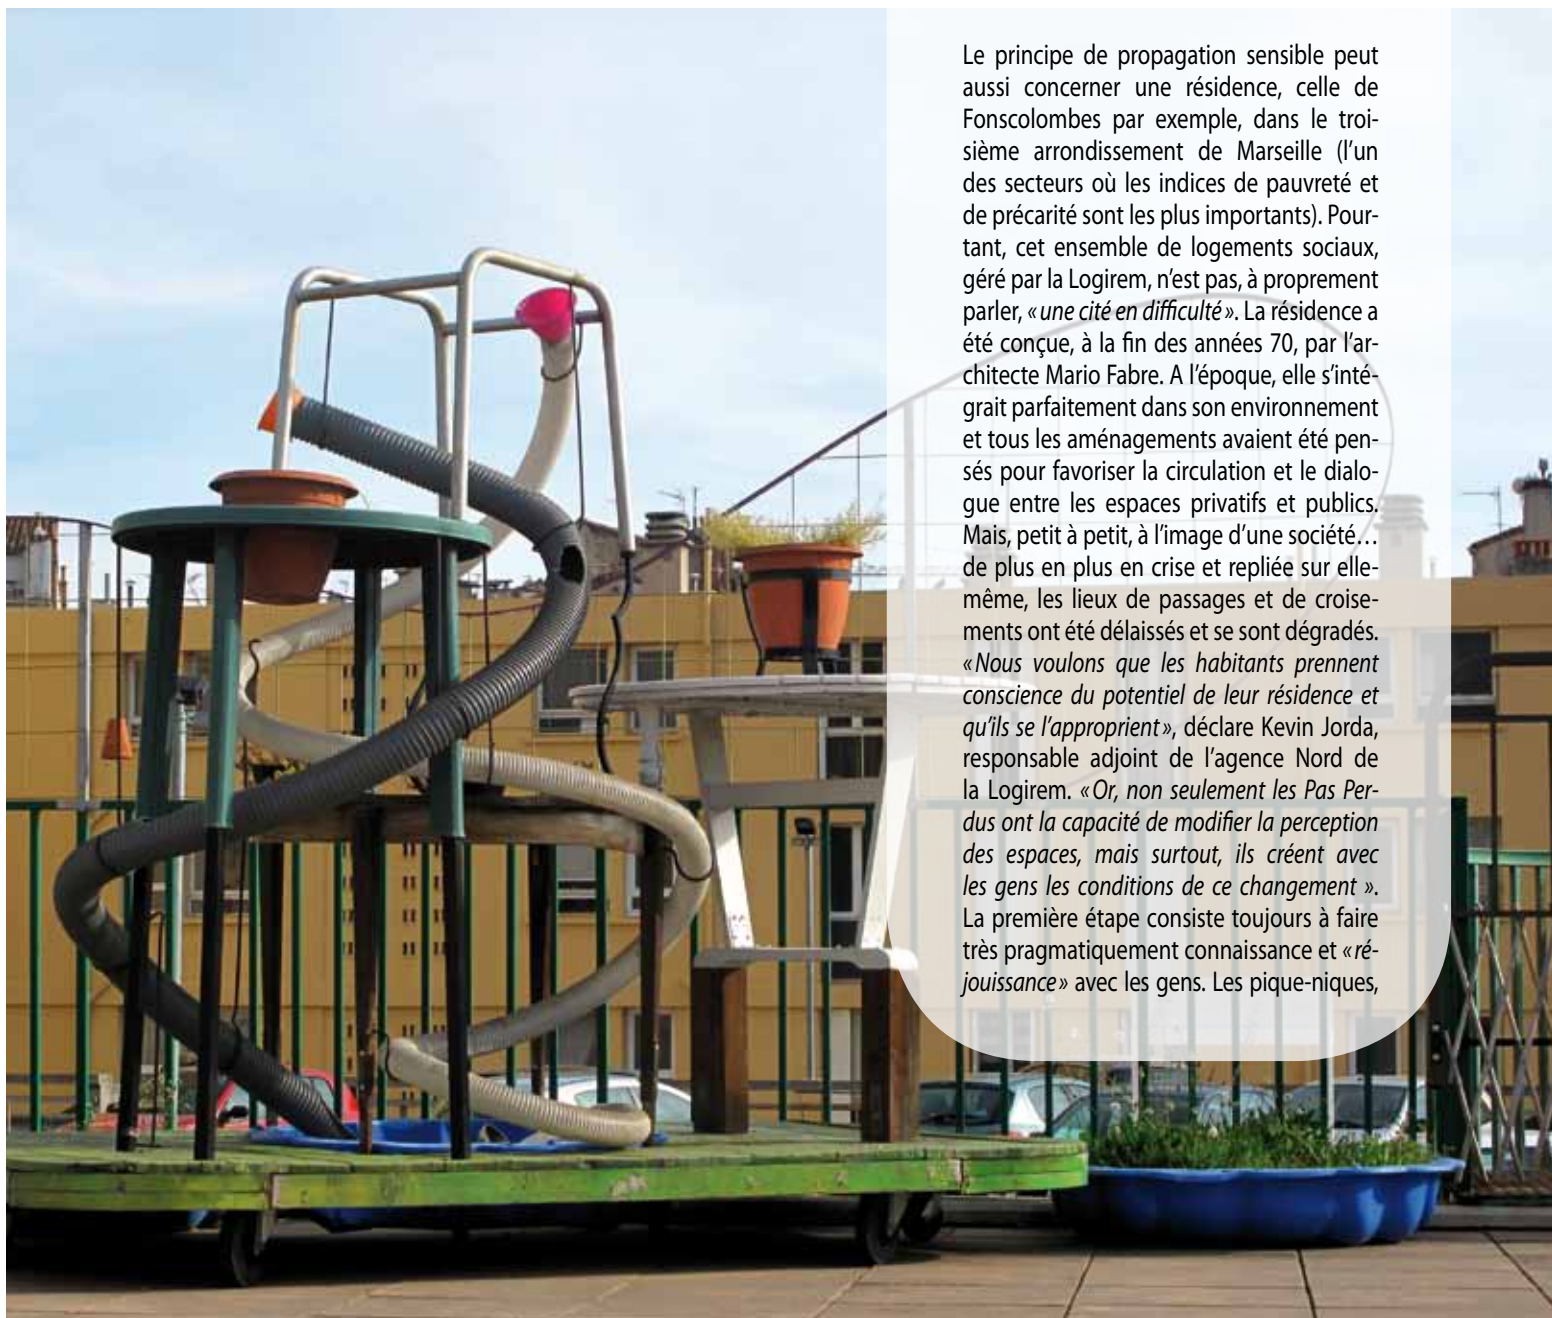 Le principe de propagation sensible peut
aussi concerner une résidence, celle de
Fonscolombes par exemple, dans le troi-
sième arrondissement de Marseille (l’un
des secteurs où les indices de pauvreté et
de précarité sont les plus importants). Pour-
tant, cet ensemble de logements sociaux,
géré par la Logirem, n’est pas, à proprement
parler, «une cité en difficulté». La résidence a
été conçue, à la fin des années 70, par l’ar-
chitecte Mario Fabre. A l’époque, elle s’inté-
grait parfaitement dans son environnement
et tous les aménagements avaient été pen-
sés pour favoriser la circulation et le dialo-
gue entre les espaces privatifs et publics.
Mais, petit à petit, à l’image d’une société…
de plus en plus en crise et repliée sur elle-
même, les lieux de passages et de croise-
ments ont été délaissés et se sont dégradés.
«Nous voulons que les habitants prennent
conscience du potentiel de leur résidence et
qu’ils se l’approprient», déclare Kevin Jorda,
responsable adjoint de l’agence Nord de
la Logirem. «Or, non seulement les Pas Per-
dus ont la capacité de modifier la perception
des espaces, mais surtout, ils créent avec
les gens les conditions de ce changement ».
La première étape consiste toujours à faire
très pragmatiquement connaissance et «ré-
jouissance» avec les gens. Les pique-niques,